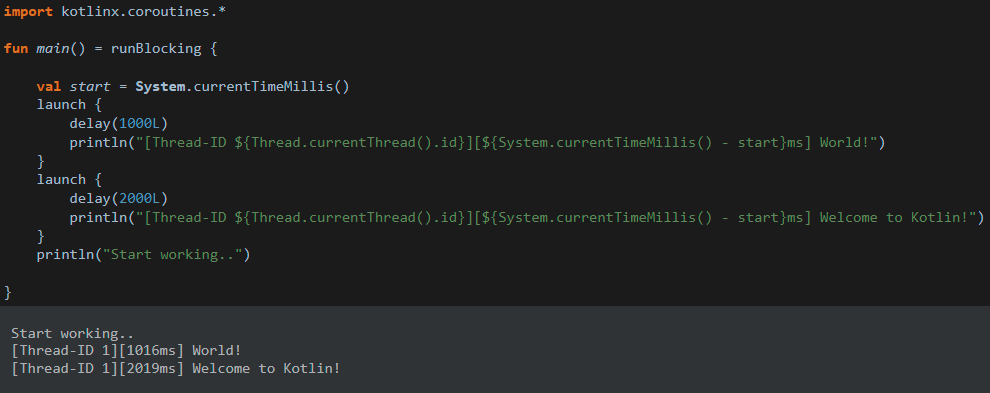 import kotlinx.coroutines.*
fun main() = runBlocking {
val start = System.currentTimeMillis()
launch {
delay(1000L)
println("[Thread-ID ${Thread.currentThread().id}][${System.currentTimeMillis() - start}ms] World!")
}
launch {
delay(2000L)
println("[Thread-ID ${Thread.currentThread().id}][${System.currentTimeMillis() - start}ms] Welcome to Kotlin!")
}
println("Start working..")
}
Start working..
[Thread-ID 1][1016ms] World!
[Thread-ID 1][2019ms] Welcome to Kotlin!